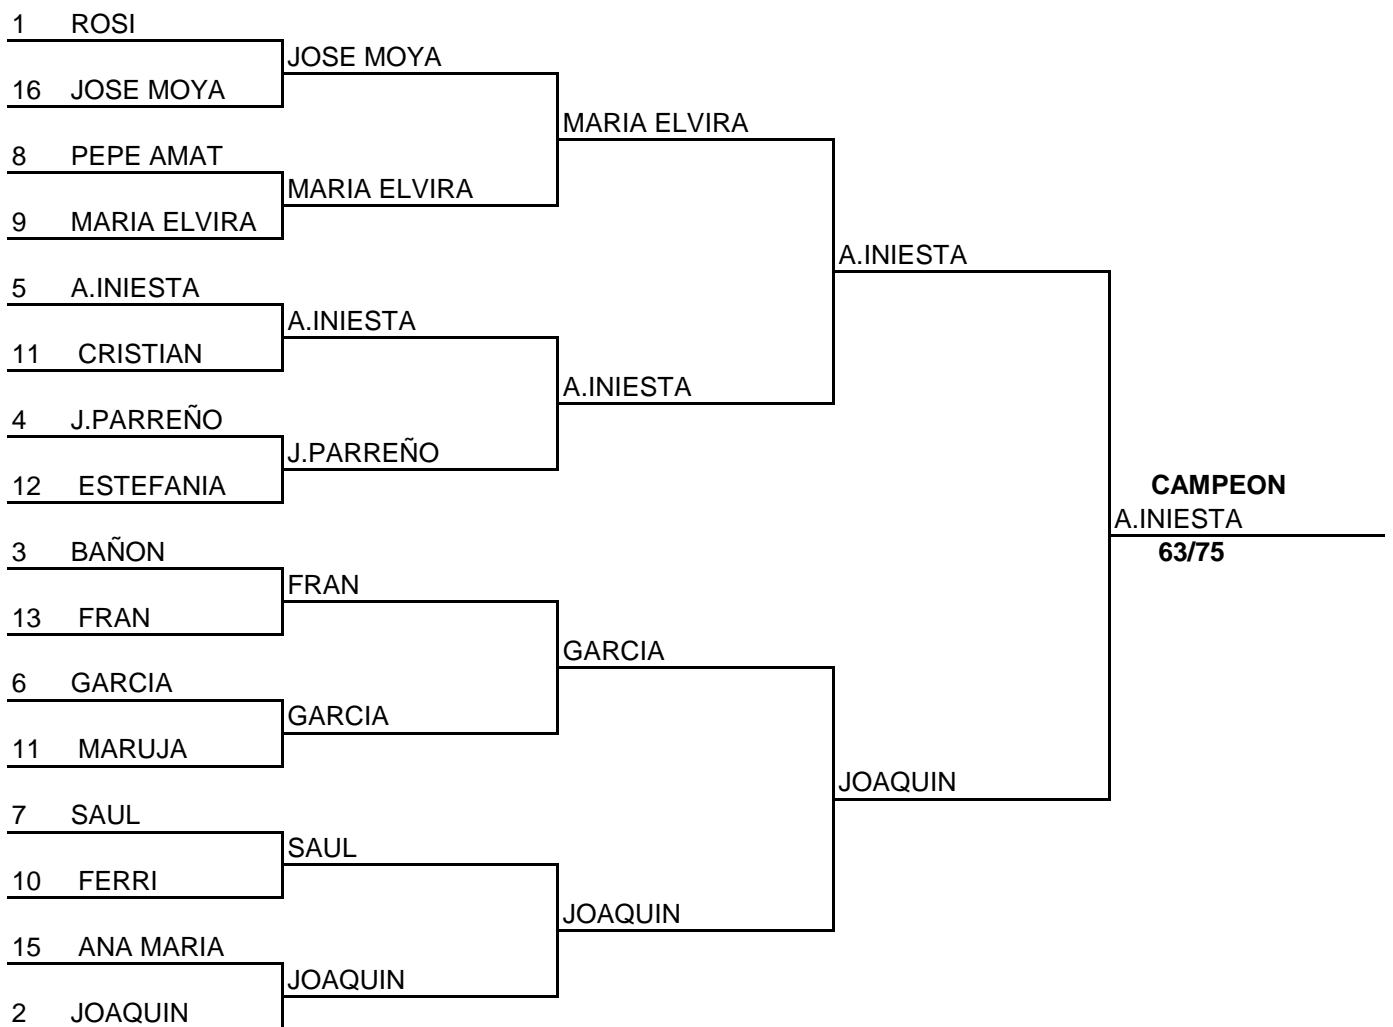 1 ROSI
JOSE MOYA
16 JOSE MOYA
MARIA ELVIRA
8 PEPE AMAT
MARIA ELVIRA
9 MARIA ELVIRA
A.INIESTA
5 A.INIESTA
A.INIESTA
11 CRISTIAN
A.INIESTA
4 J.PARREÑO
J.PARREÑO
12 ESTEFANIA
CAMPEON
A.INIESTA
63/75
3 BAÑON
FRAN
13 FRAN
GARCIA
6 GARCIA
GARCIA
11 MARUJA
JOAQUIN
7 SAUL
SAUL
10 FERRI
JOAQUIN
15 ANA MARIA
JOAQUIN
2 JOAQUIN